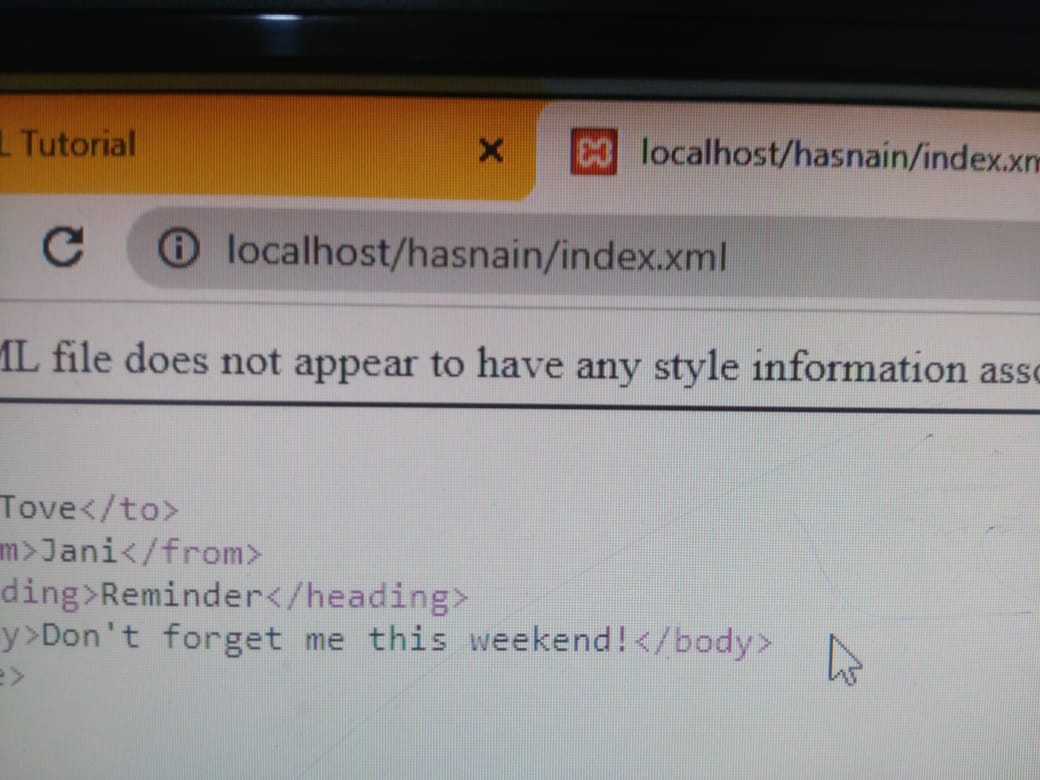 L Tutorial
localhost/hasnain/index.xm
localhost/hasnain/index.xml
ML file does not appear to have any style information asso
Tove</to>
m>Jani</from>
ding>Reminder</heading>
y>Don't forget me this weekend!</body>
e>